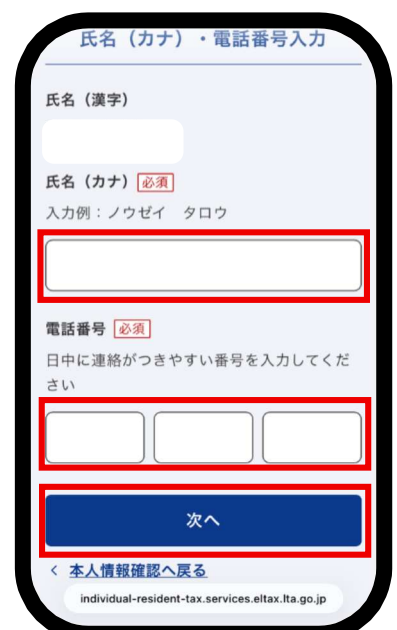 氏名（カナ）・電話番号入力
氏名（漢字）
氏名（カナ） 必須
入力例：ノウゼイ　タロウ
電話番号 必須
日中に連絡がつきやすい番号を入力してくだ
さい
次へ
< 本人情報確認へ戻る
individual-resident-tax.services.eltax.lta.go.jp